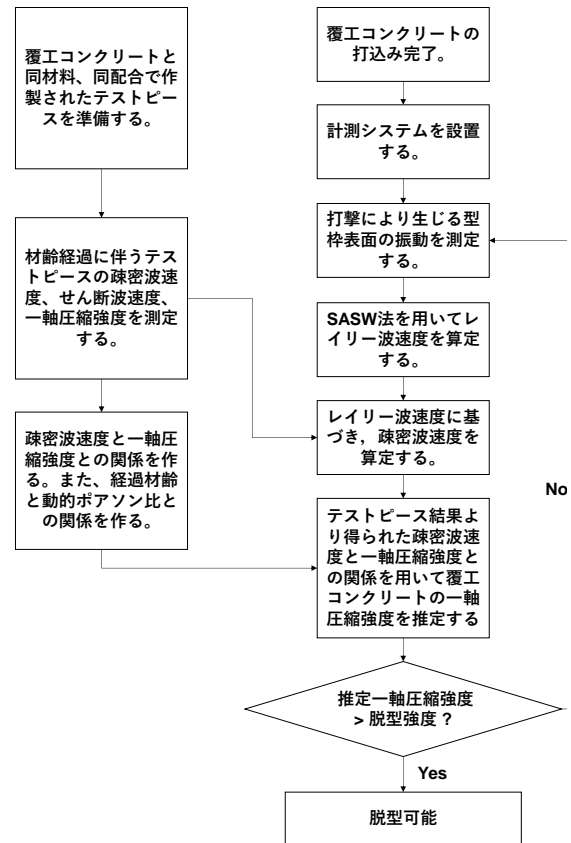 覆工コンクリートと
同材料、同配合で作
製されたテストピー
スを準備する。
材齢経過に伴うテス
トピースの疎密波速
度、せん断波速度、
一軸圧縮強度を測定
する。
疎密波速度と一軸圧
縮強度との関係を作
る。また、経過材齢
と動的ポアソン比と
の関係を作る。
覆工コンクリートの
打込み完了。
計測システムを設置
する。
打撃により生じる型
枠表面の振動を測定
する。
SASW法を用いてレ
イリー波速度を算定
する。
レイリー波速度に基
づき，疎密波速度を
算定する。
テストピース結果よ
り得られた疎密波速
度と一軸圧縮強度と
の関係を用いて覆工
コンクリートの一軸
圧縮強度を推定する
推定一軸圧縮強度
> 脱型強度？
No
Yes
脱型可能